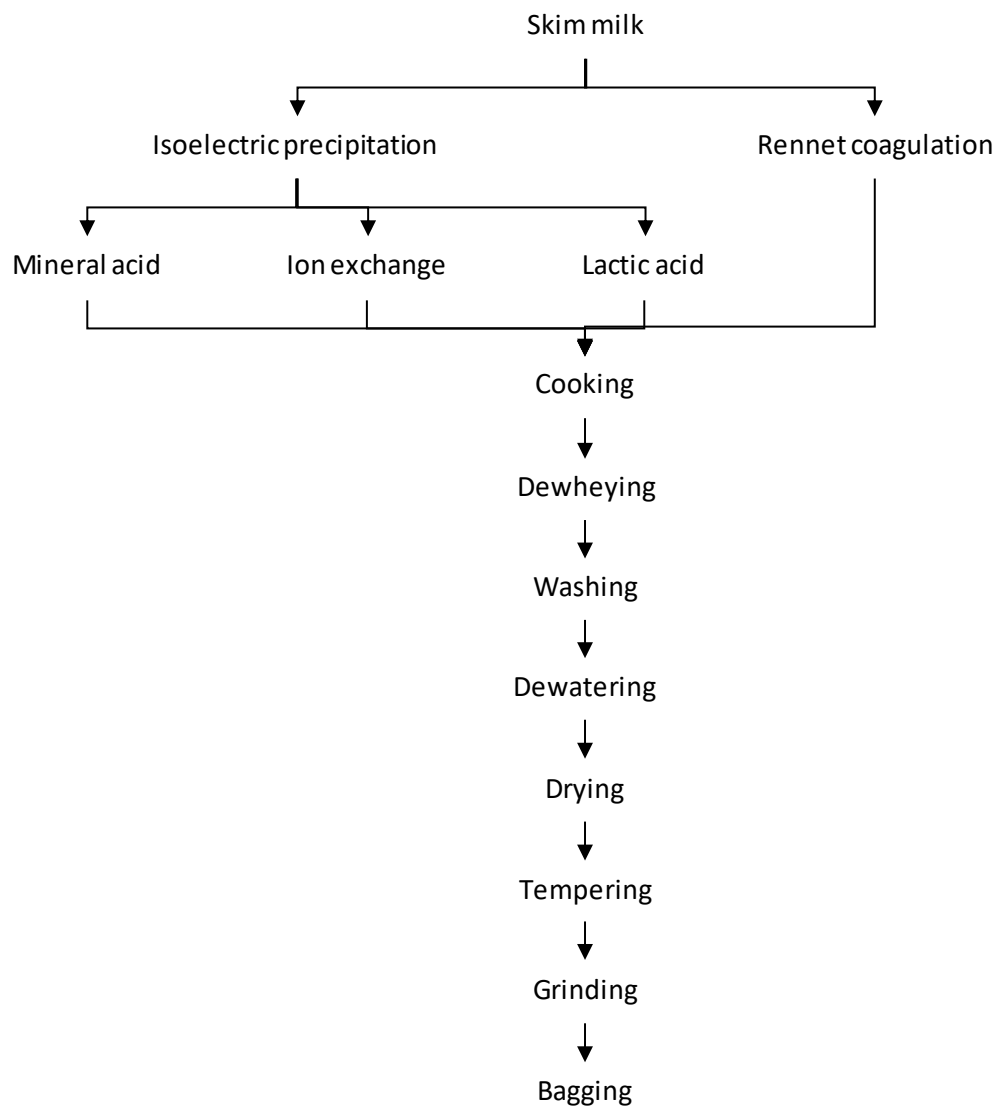 Skim milk
Isoelectric precipitation
Rennet coagulation
Mineral acid
Ion exchange
Lactic acid
Cooking
Dewheying
Washing
Dewatering
Drying
Tempering
Grinding
Bagging